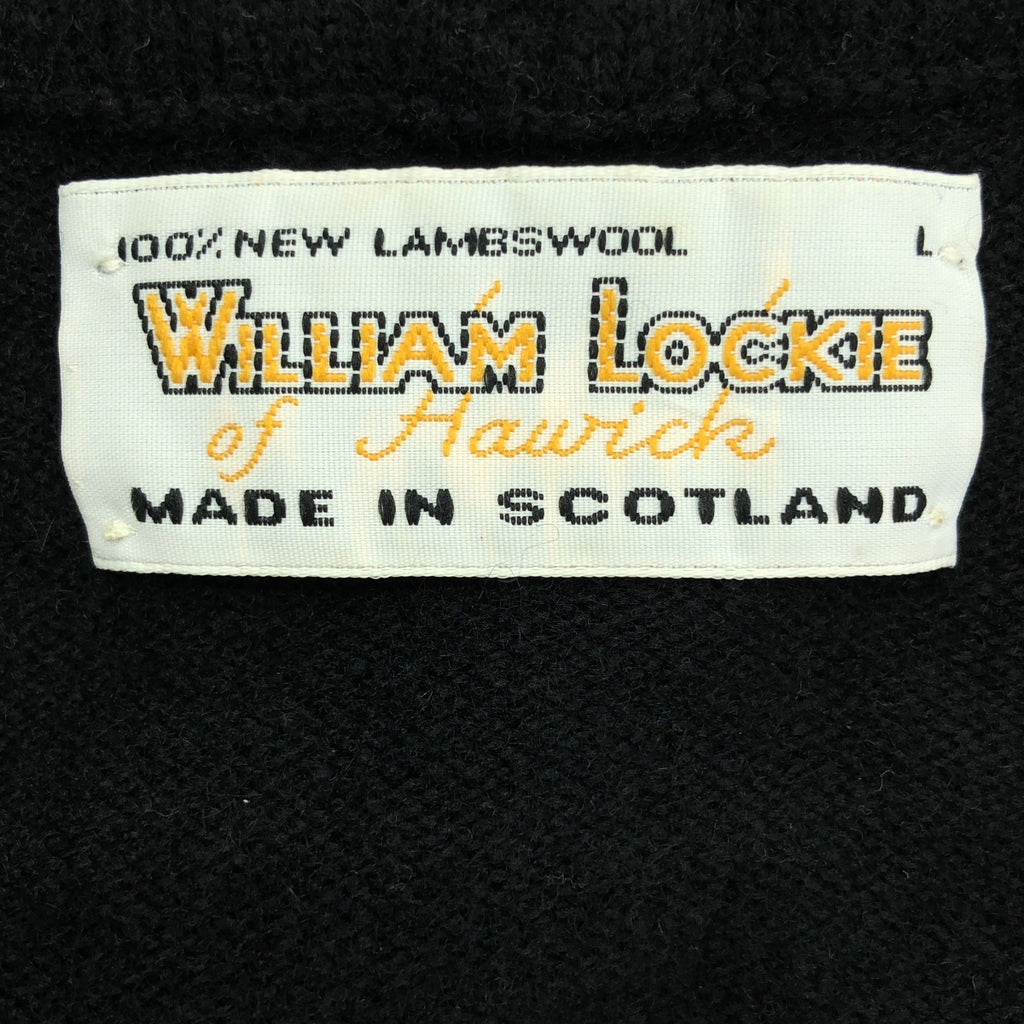 100% NEW LAMBSWOOL L
WILLIAM LOCKIE
of Hawick
MADE IN SCOTLAND